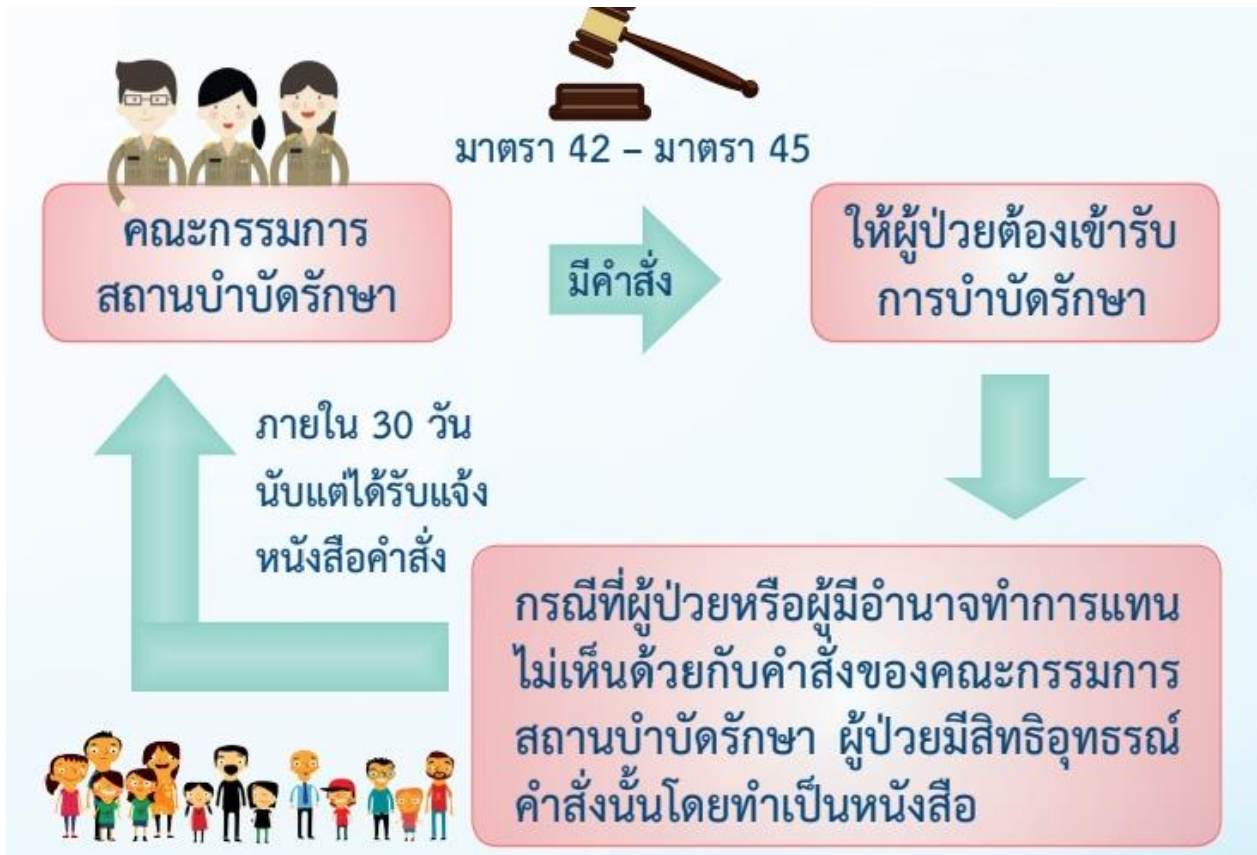 มาตรา 42 – มาตรา 45
คณะกรรมการ
สถานบำบัดรักษา
มีคำสั่ง
ให้ผู้ป่วยต้องเข้ารับ
การบำบัดรักษา
กรณีที่ผู้ป่วยหรือผู้มีอำนาจทำการแทน
ไม่เห็นด้วยกับคำสั่งของคณะกรรมการ
สถานบำบัดรักษา ผู้ป่วยมีสิทธิอุทธรณ์
คำสั่งนั้นโดยทำเป็นหนังสือ
ภายใน 30 วัน
นับแต่ได้รับแจ้ง
หนังสือคำสั่ง